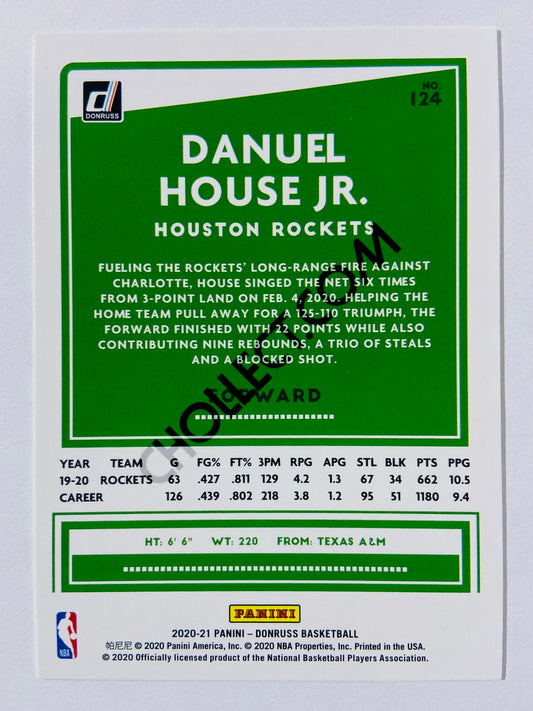 DONRUSS
NO.
124
DANUEL
HOUSE JR.
HOUSTON ROCKETS
FUELING THE ROCKETS' LONG-RANGE FIRE AGAINST
CHARLOTTE, HOUSE SINGED THE NET SIX TIMES
FROM 3-POINT LAND ON FEB. 4, 2020. HELPING THE
HOME TEAM PULL AWAY FOR A 125-110 TRIUMPH, THE
FORWARD FINISHED WITH 22 POINTS WHILE ALSO
CONTRIBUTING NINE REBOUNDS, A TRIO OF STEALS
AND A BLOCKED SHOT.
FORWARD
CHOLLECT.COM
YEAR TEAM G FG% FT% 3PM RPG APG STL BLK PTS PPG
19-20 ROCKETS 63 .427 .811 129 4.2 1.3 67 34 662 10.5
CAREER 126 .439 .802 218 3.8 1.2 95 51 1180 9.4
HT: 6' 6" WT: 220 FROM: TEXAS A&M
PANINI
2020-21 PANINI – DONRUSS BASKETBALL
帕尼尼 © 2020 Panini America, Inc. © 2020 NBA Properties, Inc. Printed in the USA.
© 2020 Officially licensed product of the National Basketball Players Association.
NBA